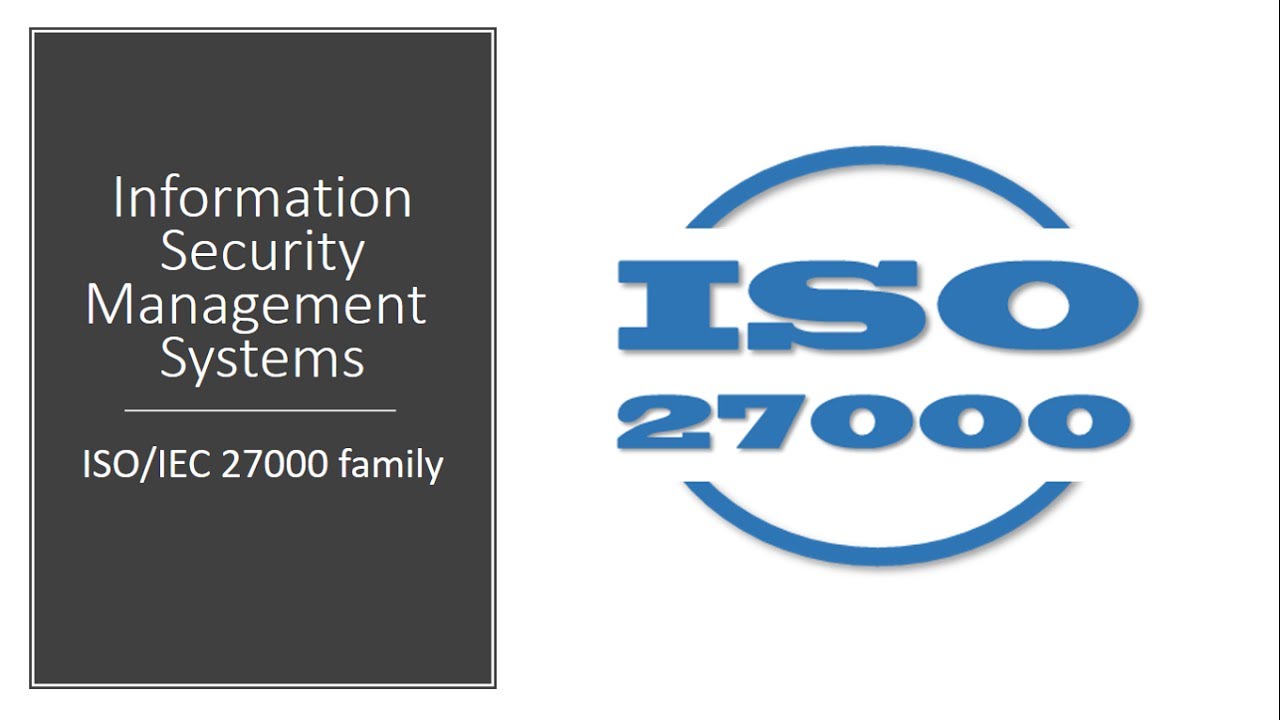 Information
Security
Management
Systems
ISO/IEC 27000 family
ISO
27000